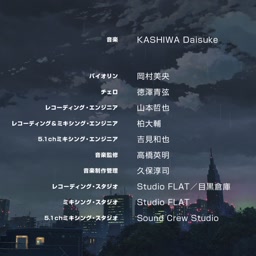 音楽 KASHIWA Daisuke
バイオリン 岡村美央
チェロ 徳澤青弦
レコーディング・エンジニア 山本哲也
レコーディング＆ミキシング・エンジニア 柏大輔
5.1chミキシング・エンジニア 吉見和也
音楽監修 高橋英明
音楽制作管理 久保淳司
レコーディング・スタジオ Studio FLAT／目黒倉庫
ミキシング・スタジオ Studio FLAT
5.1chミキシング・スタジオ Sound Crew Studio